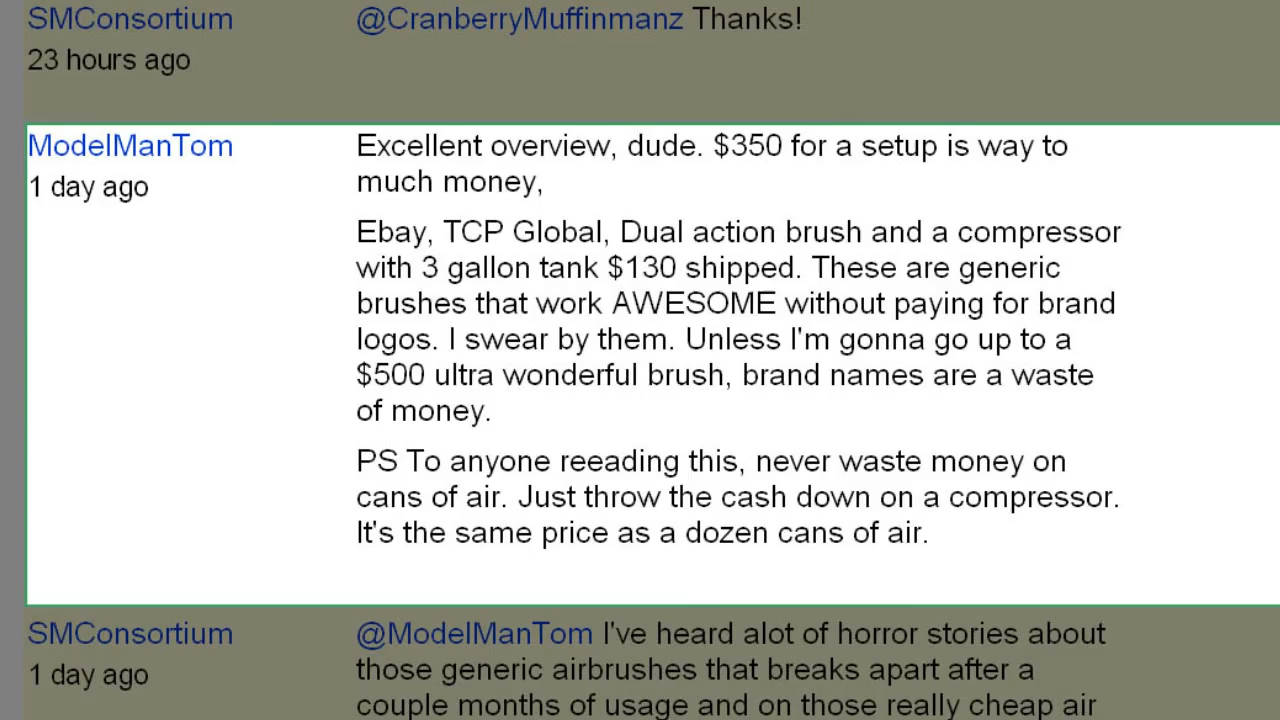 SMConsortium
@CranberryMuffinmanz Thanks!
23 hours ago
ModelManTom
1 day ago
Excellent overview, dude. $350 for a setup is way to
much money,
Ebay, TCP Global, Dual action brush and a compressor
with 3 gallon tank $130 shipped. These are generic
brushes that work AWESOME without paying for brand
logos. I swear by them. Unless I'm gonna go up to a
$500 ultra wonderful brush, brand names are a waste
of money.
PS To anyone reeading this, never waste money on
cans of air. Just throw the cash down on a compressor.
It's the same price as a dozen cans of air.
SMConsortium
1 day ago
@ModelManTom I've heard alot of horror stories about
those generic airbrushes that breaks apart after a
couple months of usage and on those really cheap air